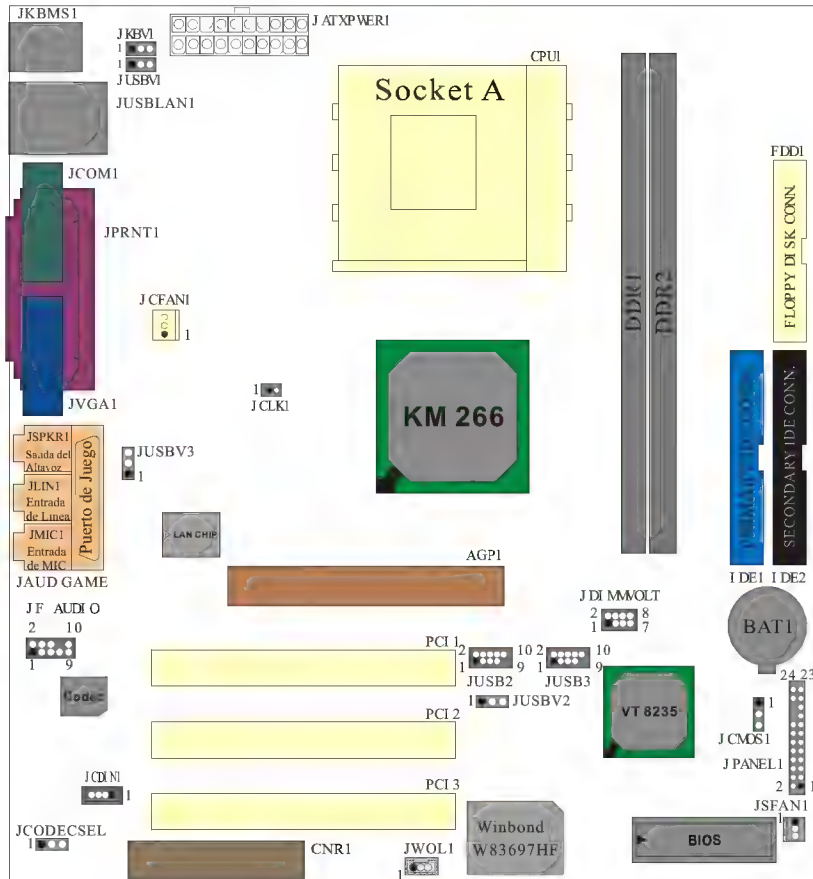 JKBMS1
JKBV1
1
1
JUSBV1
JATXPWER1
JUSBLAN1
CPU1
Socket A
JCOM1
JPRNT1
FDD1
FLOPPY DISK CONN.
DDR1
DDR2
JCFAN1
1
1
JCLK1
KM 266
JVGA1
JSPKR1
Salida del
Altavoz
JLIN1
Entrada
de Linea
JMIC1
Entrada
de MIC
Puerto de Juego
JUSBV3
1
PRIMARY IDE CONN.
SECONDARY IDE CONN.
LAN CHIP
JAUD GAME
AGP1
IDE1 IDE2
JF AUDIO
2 10
1 9
JDIMMVOLT
2 8
1 7
BAT1
PCI 1
2 10
1 9
JUSB2
2 10
1 9
JUSB3
1 JUSBV2
Codec
VT 8235
24 23
1
JCMOS1
JPANEL1
2 1
PCI 2
JCDIN1
1
PCI 3
JSFAN1
1
JCODECSEL
1
CNR1
JWOL1
1
Winbond
W83697HF
BIOS